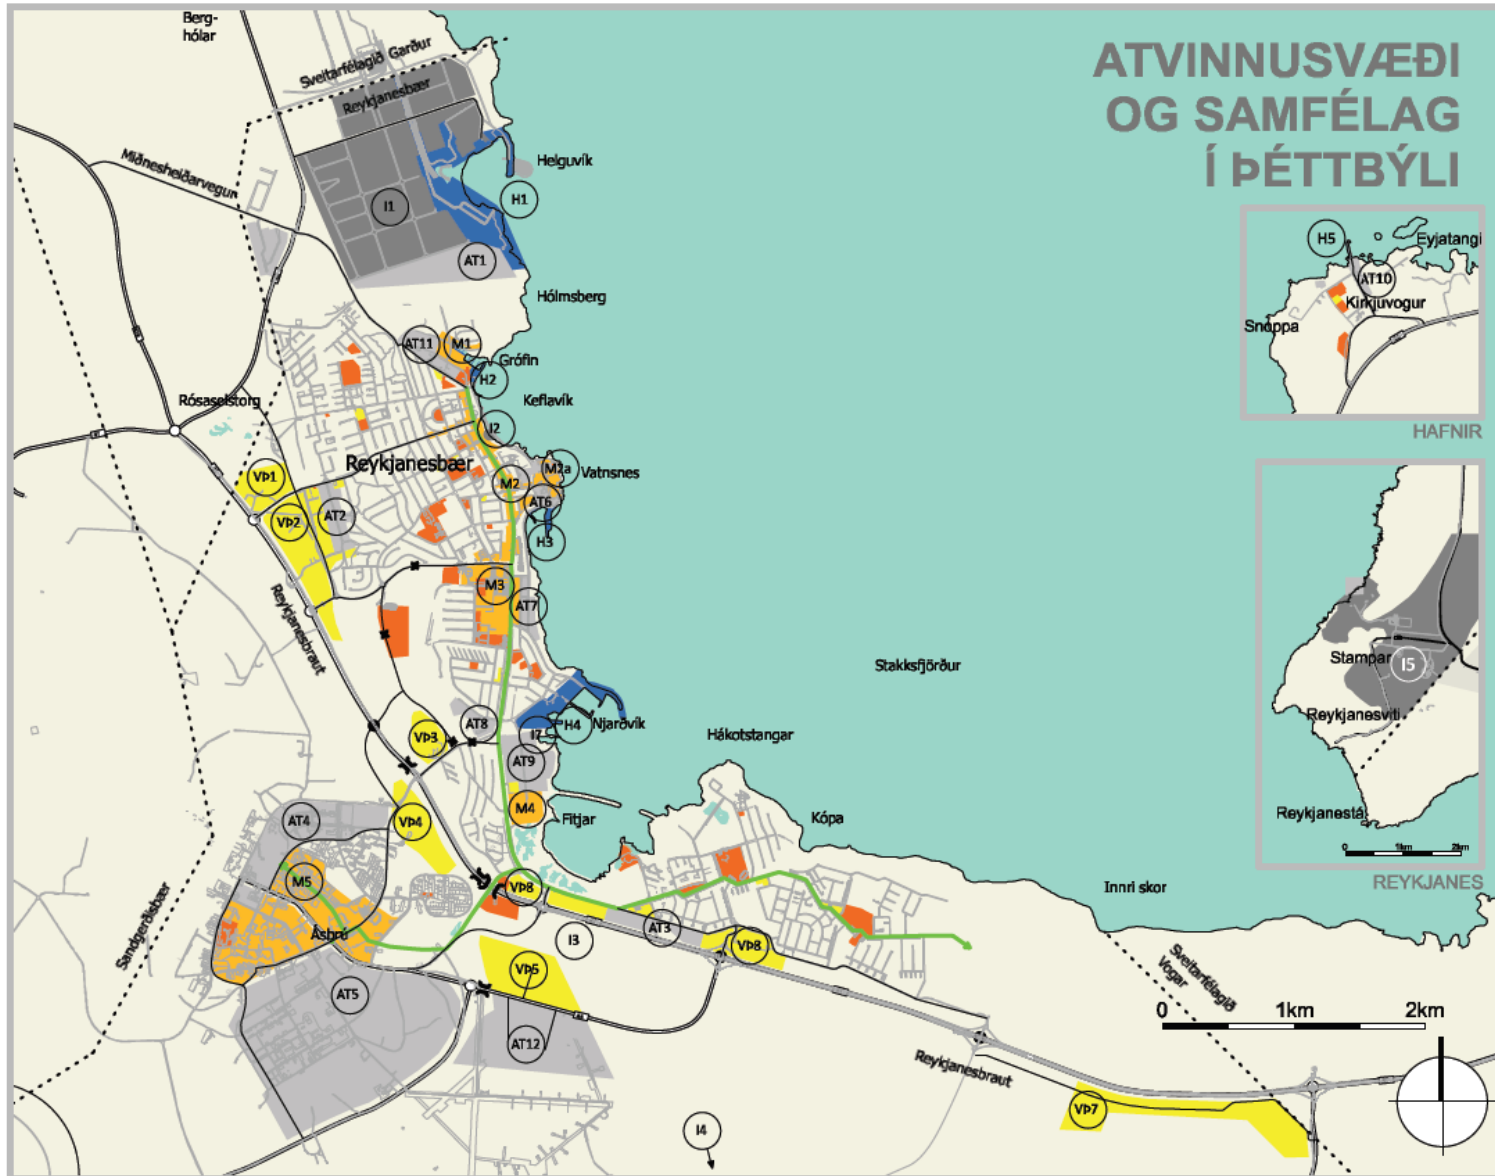 Berg-
hólar
Sveitarfélagið Garður
Reykjanesbær
ATVINNUSVÆÐI
OG SAMFÉLAG
Í ÞÉTTBÝLI
Miðnesheiðarvegur
Helguvík
I1
H1
AT1
Hólmsberg
H5
Eyjatangi
AT10
Kirkjuvogur
Snoppa
HAFNIR
AT11
M1
Grófin
H2
Keflavík
Rósaselstorg
I2
Reykjanesbær
M2a
Vatnsnes
VÞ1
M2
AT6
VÞ2
AT2
H3
M3
AT7
Reykjanesbraut
Stakksfjörður
Stampar
I5
Reykjanesviti
Reykjanestá
0
1km
2km
REYKJANES
VÞ3
AT8
I7
H4
Njarðvík
Hákotstangar
AT9
M4
Fitjar
Kópa
AT4
VÞ4
M5
VÞ8
Innri skor
Ásbrú
AT3
I3
VÞ8
Sandgerðisbær
AT5
VÞ5
Sveitarfélagið
Vogar
AT12
0
1km
2km
Reykjanesbraut
VÞ7
I4